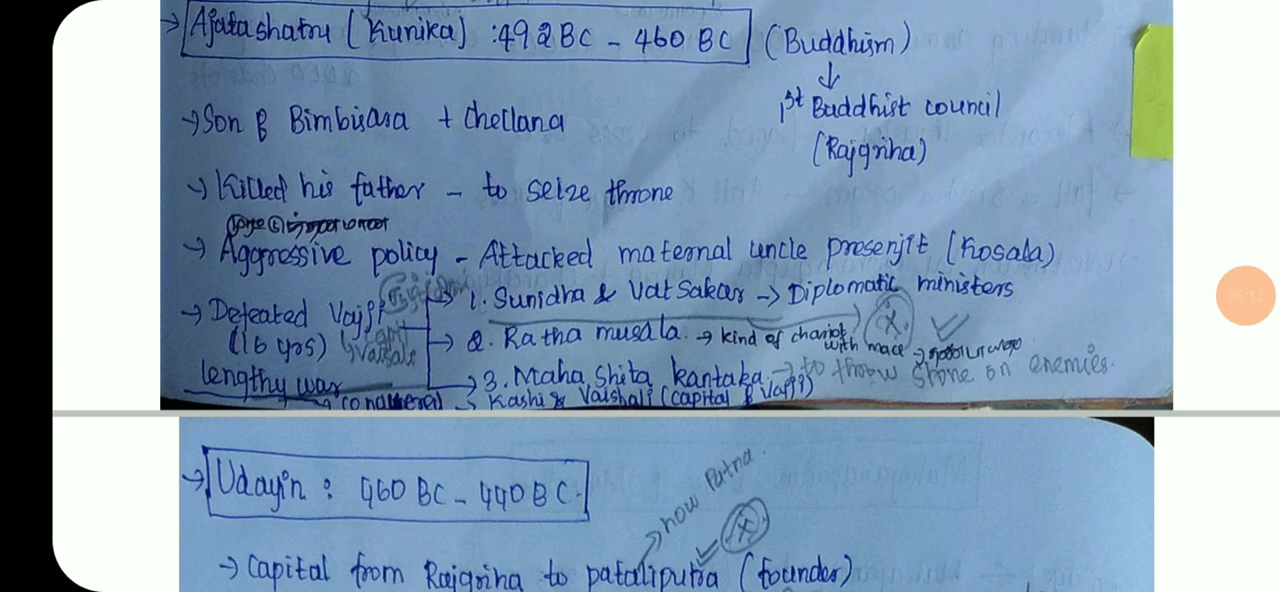 → Ajatashatru (Kunika) : 492 BC - 460 BC (Buddhism)
↓
1st Buddhist council
(Rajgriha)
→ Son of Bimbisara + Chellana
→ Killed his father - to seize throne
→ Aggressive policy - Attacked maternal uncle presenjit (Kosala)
→ Defeated Vajji → 1. Sunidha & Vatsakar → Diplomatic ministers
(16 yrs) → 2. Ratha musala → kind of chariot with mace →
lengthy war → 3. Maha Shila kantaka → to throw stone on enemies.
→ conquered → Kashi & Vaishali (capital of Vajji)
05:32
→ Udayin : 460 BC - 440 BC.
→ now Patna.
→ Capital from Rajgriha to pataliputra (founder)